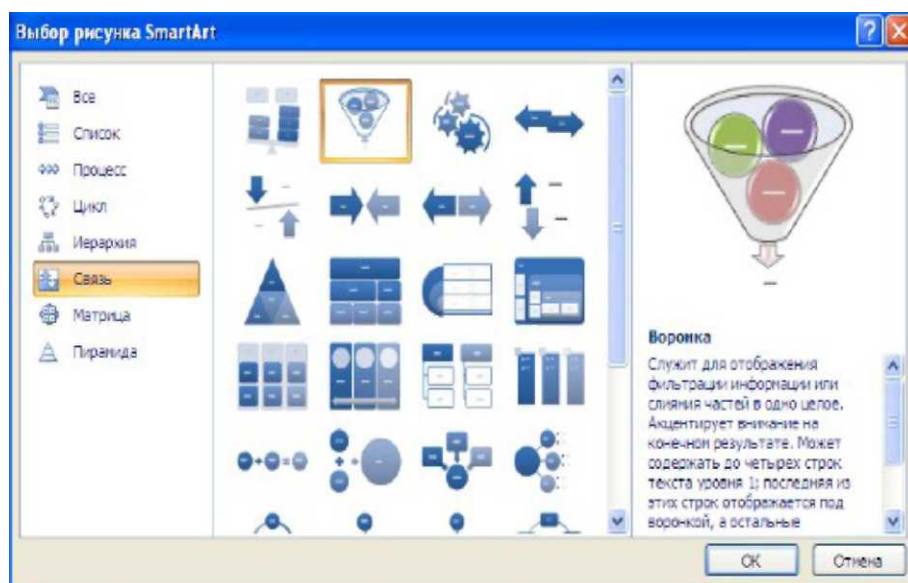 Выбор рисунка SmartArt
Все
Список
Процесс
Цикл
Иерархия
Связь
Матрица
Пирамида
Воронка
Служит для отображения
фильтрации информации или
слияния частей в одно целое.
Акцентирует внимание на
конечном результате. Может
содержать до четырех строк
текста уровня 1; последняя из
этих строк отображается под
воронкой, а остальные
ОК
Отмена